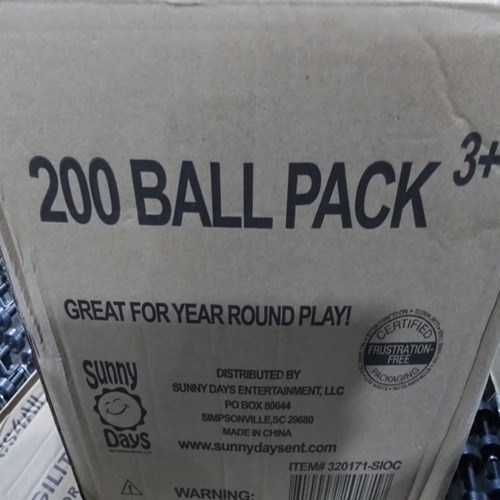 200 BALL PACK 3+
GREAT FOR YEAR ROUND PLAY!
CERTIFIED
FRUSTRATION-
FREE
PACKAGING
Sunny
Days
DISTRIBUTED BY
SUNNY DAYS ENTERTAINMENT, LLC
PO BOX 80644
SIMPSONVILLE, SC 29680
MADE IN CHINA
www.sunnydaysent.com
ITEM# 320171-SIOC
WARNING: